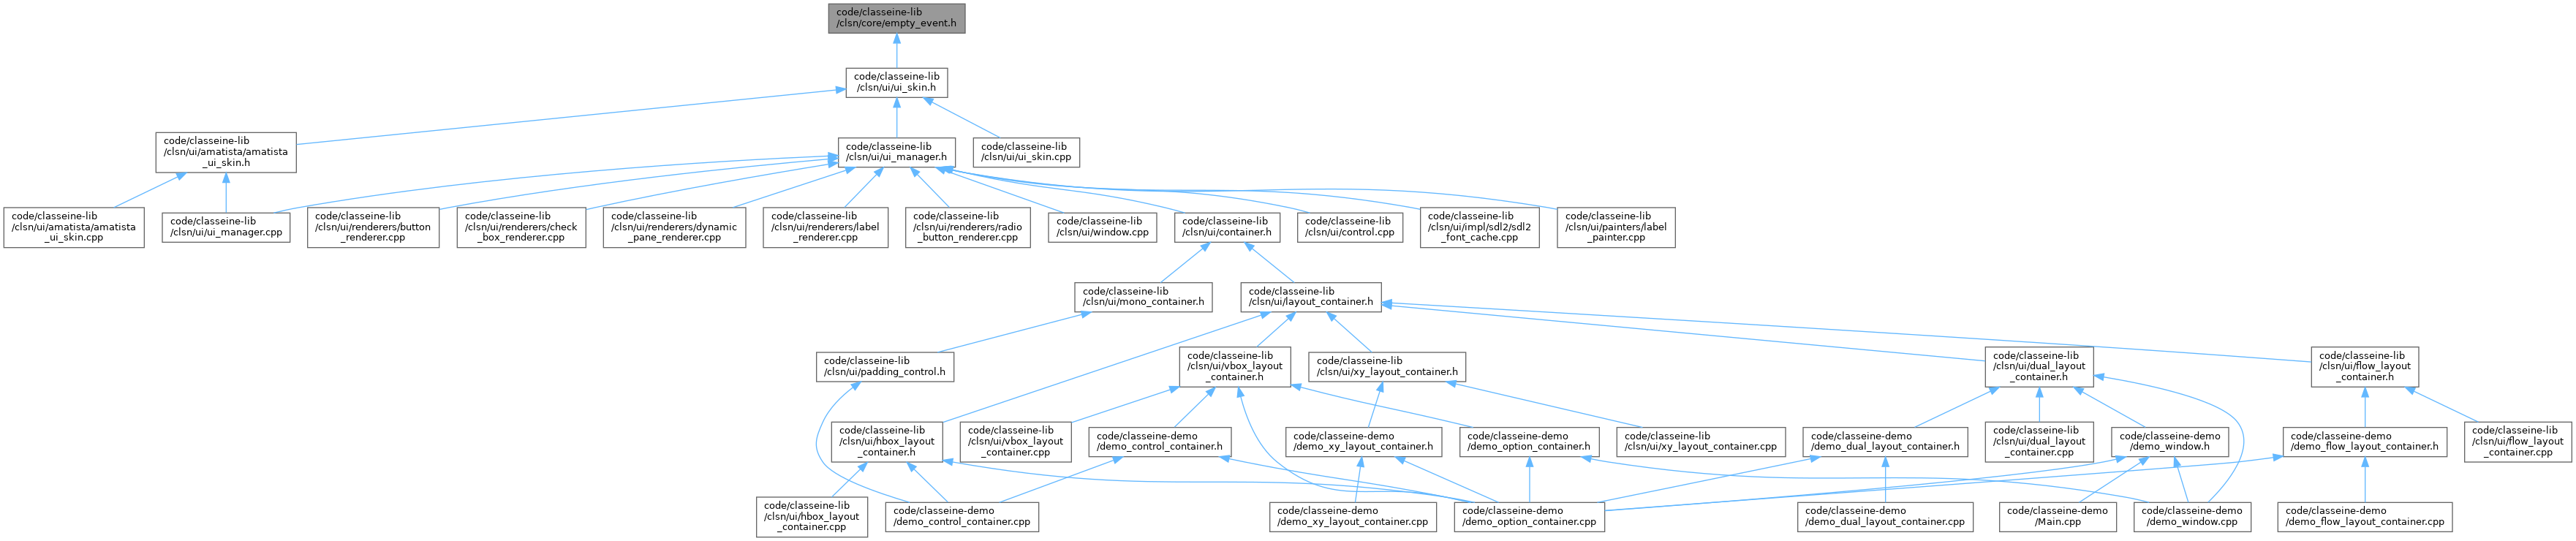 code/classeine-lib
/clsn/core/empty_event.h
code/classeine-lib
/clsn/ui/ui_skin.h
code/classeine-lib
/clsn/ui/amatista/amatista
_ui_skin.h
code/classeine-lib
/clsn/ui/ui_manager.h
code/classeine-lib
/clsn/ui/ui_skin.cpp
code/classeine-lib
/clsn/ui/amatista/amatista
_ui_skin.cpp
code/classeine-lib
/clsn/ui/ui_manager.cpp
code/classeine-lib
/clsn/ui/renderers/button
_renderer.cpp
code/classeine-lib
/clsn/ui/renderers/check
_box_renderer.cpp
code/classeine-lib
/clsn/ui/renderers/dynamic
_pane_renderer.cpp
code/classeine-lib
/clsn/ui/renderers/label
_renderer.cpp
code/classeine-lib
/clsn/ui/renderers/radio
_button_renderer.cpp
code/classeine-lib
/clsn/ui/window.cpp
code/classeine-lib
/clsn/ui/container.h
code/classeine-lib
/clsn/ui/control.cpp
code/classeine-lib
/clsn/ui/impl/sdl2/sdl2
_font_cache.cpp
code/classeine-lib
/clsn/ui/painters/label
_painter.cpp
code/classeine-lib
/clsn/ui/mono_container.h
code/classeine-lib
/clsn/ui/layout_container.h
code/classeine-lib
/clsn/ui/padding_control.h
code/classeine-lib
/clsn/ui/vbox_layout
_container.h
code/classeine-lib
/clsn/ui/xy_layout_container.h
code/classeine-lib
/clsn/ui/dual_layout
_container.h
code/classeine-lib
/clsn/ui/flow_layout
_container.h
code/classeine-lib
/clsn/ui/hbox_layout
_container.h
code/classeine-lib
/clsn/ui/vbox_layout
_container.cpp
code/classeine-demo
/demo_control_container.h
code/classeine-demo
/demo_xy_layout_container.h
code/classeine-demo
/demo_option_container.h
code/classeine-lib
/clsn/ui/xy_layout_container.cpp
code/classeine-demo
/demo_dual_layout_container.h
code/classeine-lib
/clsn/ui/dual_layout
_container.cpp
code/classeine-demo
/demo_window.h
code/classeine-demo
/demo_flow_layout_container.h
code/classeine-lib
/clsn/ui/flow_layout
_container.cpp
code/classeine-lib
/clsn/ui/hbox_layout
_container.cpp
code/classeine-demo
/demo_control_container.cpp
code/classeine-demo
/demo_xy_layout_container.cpp
code/classeine-demo
/demo_option_container.cpp
code/classeine-demo
/demo_dual_layout_container.cpp
code/classeine-demo
/Main.cpp
code/classeine-demo
/demo_window.cpp
code/classeine-demo
/demo_flow_layout_container.cpp